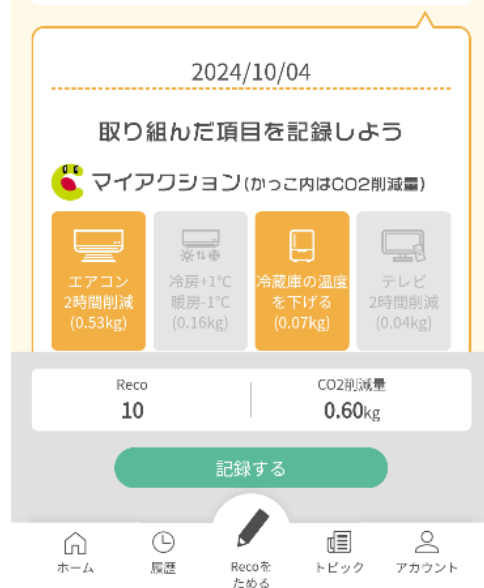 2024/10/04
取り組んだ項目を記録しよう
マイアクション(かっこ内はCO2削減量)
エアコン
2時間削減
(0.53kg)
冷房+1℃
暖房-1℃
(0.16kg)
冷蔵庫の温度
を下げる
(0.07kg)
テレビ
2時間削減
(0.04kg)
Reco
10
CO2削減量
0.60kg
記録する
ホーム
履歴
Recoを
ためる
トピック
アカウント